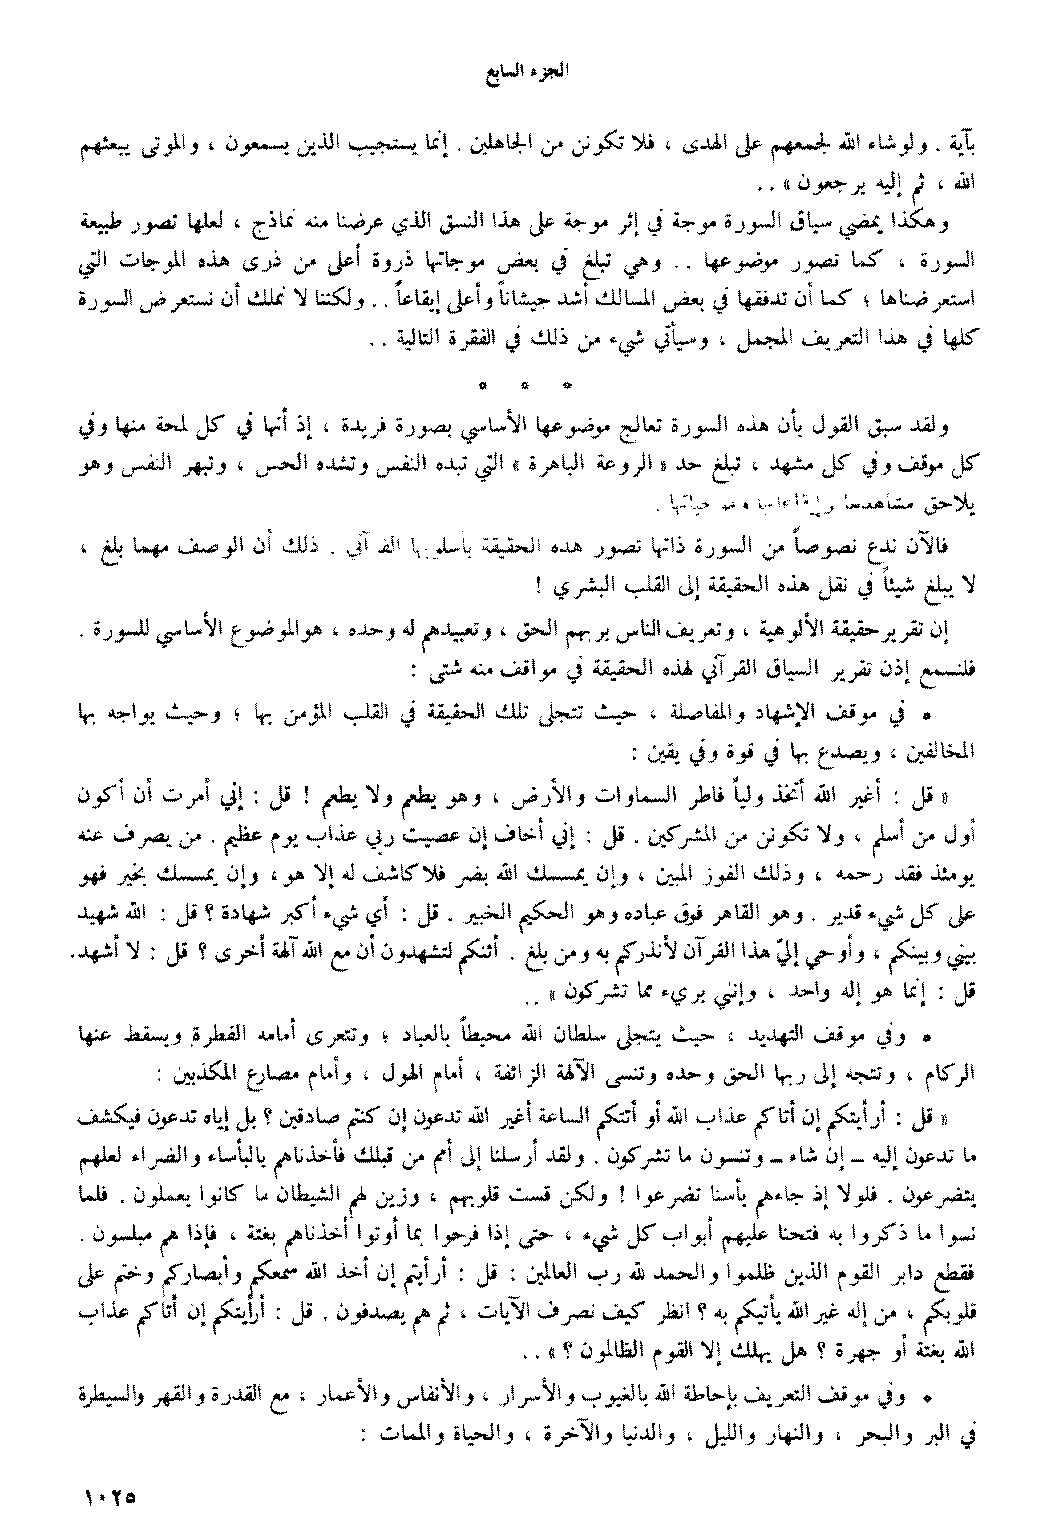 الجزء السابع
بآية . ولو شاء الله لجمعهم على الهدى ، فلا تكونن من الجاهلين . إنما يستجيب الذين يسمعون ، والموتى يبعثهم
الله ، ثم إليه يرجعون » ..
وهكذا يمضي سياق السورة موجة في إثر موجة على هذا النسق الذي عرضنا منه نماذج ، لعلها تصور طبيعة
السورة ، كما تصور موضوعها .. وهي تبلغ في بعض موجاتها ذروة أعلى من ذرى هذه الموجات التي
استعرضناها ؛ كما أن تدفقها في بعض المسالك أشد جيشاناً وأعلى إيقاعاً .. ولكننا لا نملك أن نستعرض السورة
كلها في هذا التعريف المجمل ، وسيأتي شيء من ذلك في الفقرة التالية ..
* * *
ولقد سبق القول بأن هذه السورة تعالج موضوعها الأساسي بصورة فريدة ، إذ أنها في كل لمحة منها وفي
كل موقف وفي كل مشهد ، تبلغ حد « الروعة الباهرة » التي تبده النفس وتشده الحس ، وتبهر النفس وهو
يلاحق مشاهدها وإيقاعاتها حياتها .
فالآن ندع نصوصاً من السورة ذاتها تصور هذه الحقيقة بأسلوبها القرآني . ذلك أن الوصف مهما بلغ ،
لا يبلغ شيئاً في نقل هذه الحقيقة إلى القلب البشري !
إن تقرير حقيقة الألوهية ، وتعريف الناس بربهم الحق ، وتعبيدهم له وحده ، هو الموضوع الأساسي للسورة .
فلنسمع إذن تقرير السياق القرآني لهذه الحقيقة في مواقف منه شتى :
• في موقف الإشهاد والمفاصلة ، حيث تتجلى تلك الحقيقة في القلب المؤمن بها ؛ وحيث يواجه بها
المخالفين ، ويصدع بها في قوة وفي يقين :
« قل : أغير الله أتخذ ولياً فاطر السماوات والأرض ، وهو يطعم ولا يطعم ! قل : إني أمرت أن أكون
أول من أسلم ، ولا تكونن من المشركين . قل : إني أخاف إن عصيت ربي عذاب يوم عظيم . من يصرف عنه
يومئذ فقد رحمه ، وذلك الفوز المبين ، وإن يمسسك الله بضر فلا كاشف له إلا هو ، وإن يمسسك بخير فهو
على كل شيء قدير . وهو القاهر فوق عباده وهو الحكيم الخبير . قل : أي شيء أكبر شهادة ؟ قل : الله شهيد
بيني وبينكم ، وأوحي إليّ هذا القرآن لأنذركم به ومن بلغ . أئنكم لتشهدون أن مع الله آلهة أخرى ؟ قل : لا أشهد.
قل : إنما هو إله واحد ، وإنني بريء مما تشركون » ..
• وفي موقف التهديد ، حيث يتجلى سلطان الله محيطاً بالعباد ؛ وتتعرى أمامه الفطرة ويسقط عنها
الركام ، وتتجه إلى ربها الحق وحده وتنسى الآلهة الزائفة ، أمام الهول ، وأمام مصارع المكذبين :
« قل : أرأيتكم إن أتاكم عذاب الله أو أتتكم الساعة أغير الله تدعون إن كنتم صادقين ؟ بل إياه تدعون فيكشف
ما تدعون إليه – إن شاء – وتنسون ما تشركون . ولقد أرسلنا إلى أمم من قبلك فأخذناهم بالبأساء والضراء لعلهم
يتضرعون . فلولا إذ جاءهم بأسنا تضرعوا ! ولكن قست قلوبهم ، وزين لهم الشيطان ما كانوا يعملون . فلما
نسوا ما ذكروا به فتحنا عليهم أبواب كل شيء ، حتى إذا فرحوا بما أوتوا أخذناهم بغتة ، فإذا هم مبلسون .
فقطع دابر القوم الذين ظلموا والحمد لله رب العالمين : قل : أرأيتم إن أخذ الله سمعكم وأبصاركم وختم على
قلوبكم ، من إله غير الله يأتيكم به ؟ انظر كيف نصرف الآيات ، ثم هم يصدفون . قل : أرأيتكم إن أتاكم عذاب
الله بغتة أو جهرة ؟ هل يهلك إلا القوم الظالمون ؟ » ..
• وفي موقف التعريف بإحاطة الله بالغيوب والأسرار ، والأنفاس والأعمار ، مع القدرة والقهر والسيطرة
في البر والبحر ، والنهار والليل ، والدنيا والآخرة ، والحياة والممات :
١٠٢٥